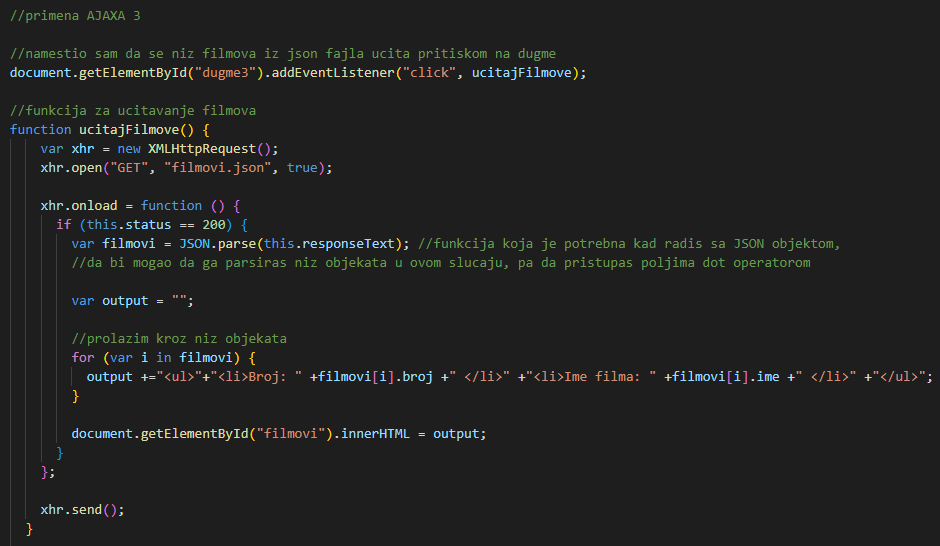 //primena AJAXA 3
//namestio sam da se niz filmova iz json fajla ucita pritiskom na dugme
document.getElementById("dugme3").addEventListener("click", ucitajFilmove);
//funkcija za ucitavanje filmova
function ucitajFilmove() {
var xhr = new XMLHttpRequest();
xhr.open("GET", "filmovi.json", true);
xhr.onload = function () {
if (this.status == 200) {
var filmovi = JSON.parse(this.responseText); //funkcija koja je potrebna kad radis sa JSON objektom,
//da bi mogao da ga parsiras niz objekata u ovom slucaju, pa da pristupas poljima dot operatorom
var output = "";
//prolazim kroz niz objekata
for (var i in filmovi) {
output +="<ul>"+"<li>Broj: " +filmovi[i].broj +" </li>" +"<li>Ime filma: " +filmovi[i].ime +" </li>" +"</ul>";
}
document.getElementById("filmovi").innerHTML = output;
}
};
xhr.send();
}